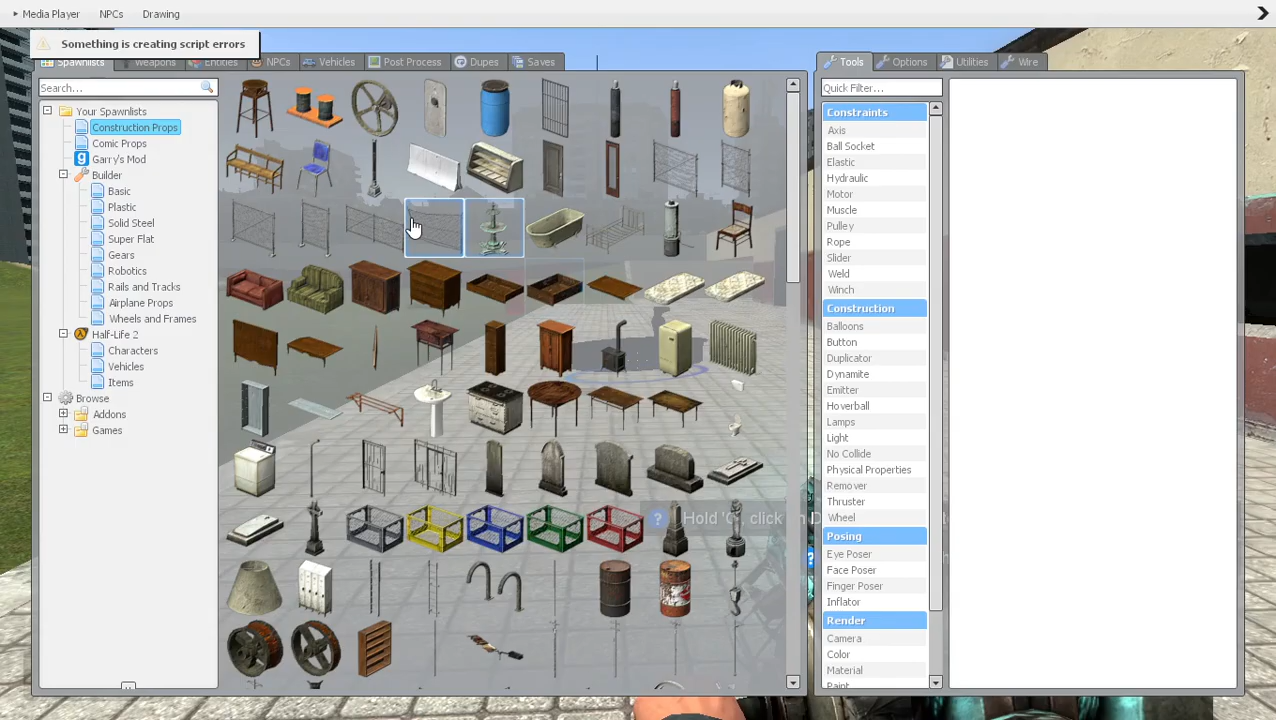 Media Player NPCs Drawing
Something is creating script errors
Spawnlists Weapons Entities NPCs Vehicles Post Process Dupes Saves
Search...
Your Spawnlists
Construction Props
Comic Props
Garry's Mod
Builder
Basic
Plastic
Solid Steel
Super Flat
Gears
Robotics
Rails and Tracks
Airplane Props
Wheels and Frames
Half-Life 2
Characters
Vehicles
Items
Browse
Addons
Games
Hold 'C', click on D
Tools Options Utilities Wire
Quick Filter...
Constraints
Axis
Ball Socket
Elastic
Hydraulic
Motor
Muscle
Pulley
Rope
Slider
Weld
Winch
Construction
Balloons
Button
Duplicator
Dynamite
Emitter
Hoverball
Lamps
Light
No Collide
Physical Properties
Remover
Thruster
Wheel
Posing
Eye Poser
Face Poser
Finger Poser
Inflator
Render
Camera
Color
Material
Paint